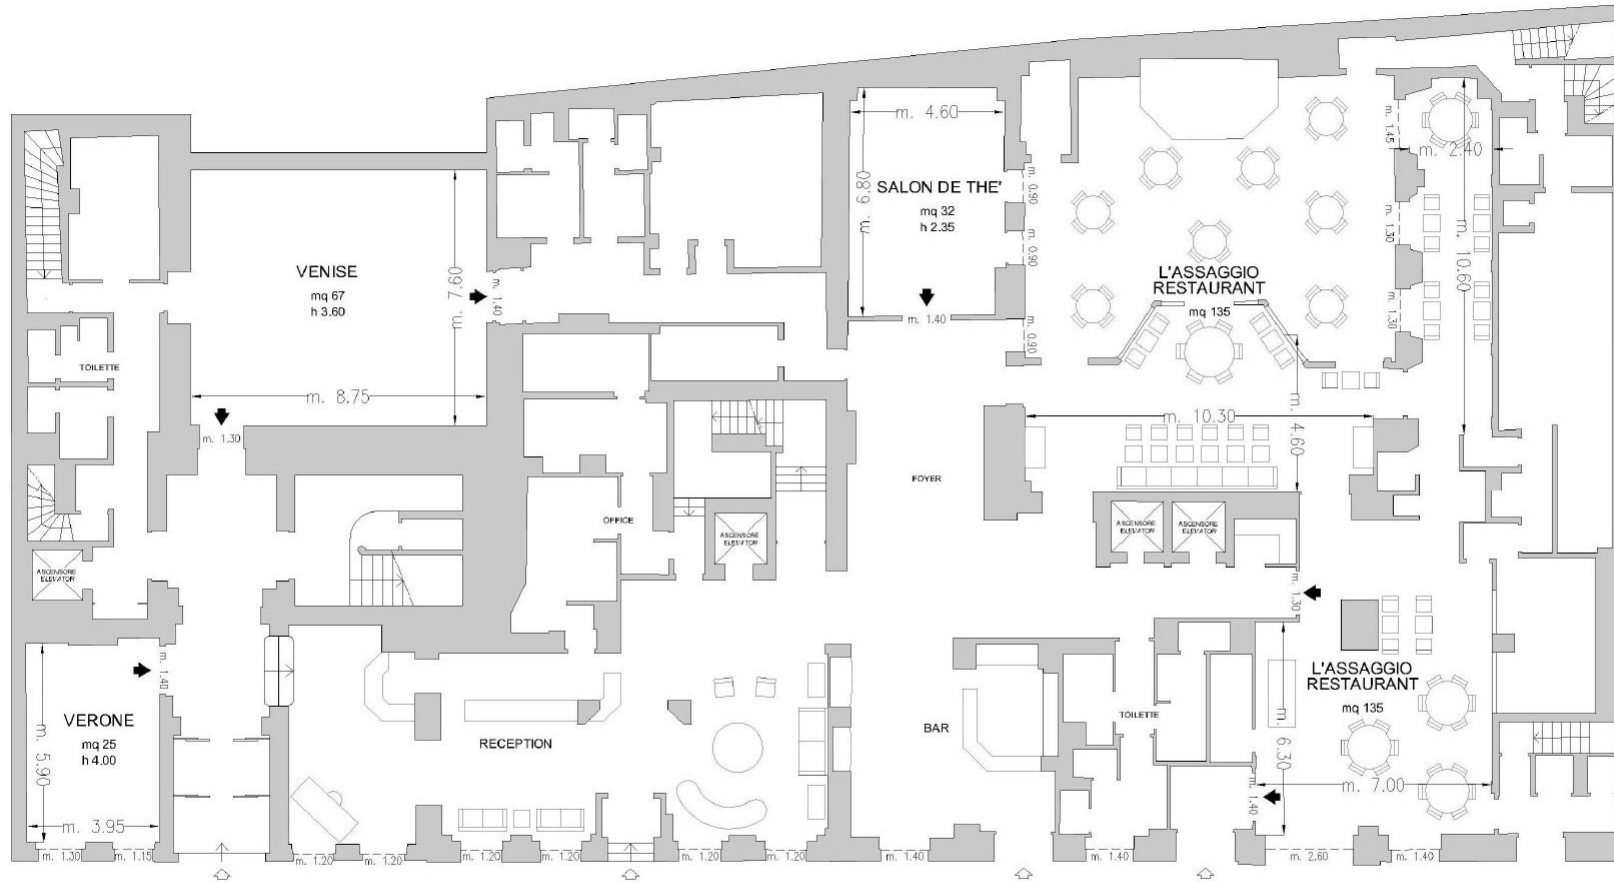 m. 4.60
m. 6.80
SALON DE THE'
mq 32
h 2.35
m. 1.40
m. 0.90
m. 0.90
m. 0.90
m. 1.45
m. 2.40
m. 1.30
m. 10.60
m. 1.30
L'ASSAGGIO
RESTAURANT
mq 135
VENISE
mq 67
h 3.60
m. 7.60
m. 1.40
m. 8.75
m. 1.30
TOILETTE
m. 10.30
m. 4.60
FOYER
OFFICE
ASCENSORE
ELEVATOR
ASCENSORE
ELEVATOR
ASCENSORE
ELEVATOR
ASCENSORE
ELEVATOR
m. 1.30
m. 1.40
VERONE
mq 25
h 4.00
m. 5.90
m. 3.95
RECEPTION
BAR
TOILETTE
L'ASSAGGIO
RESTAURANT
mq 135
m. 6.30
m. 7.00
m. 1.40
m. 1.30
m. 1.15
m. 1.20
m. 1.20
m. 1.20
m. 1.20
m. 1.20
m. 1.20
m. 1.40
m. 1.40
m. 2.60
m. 1.40